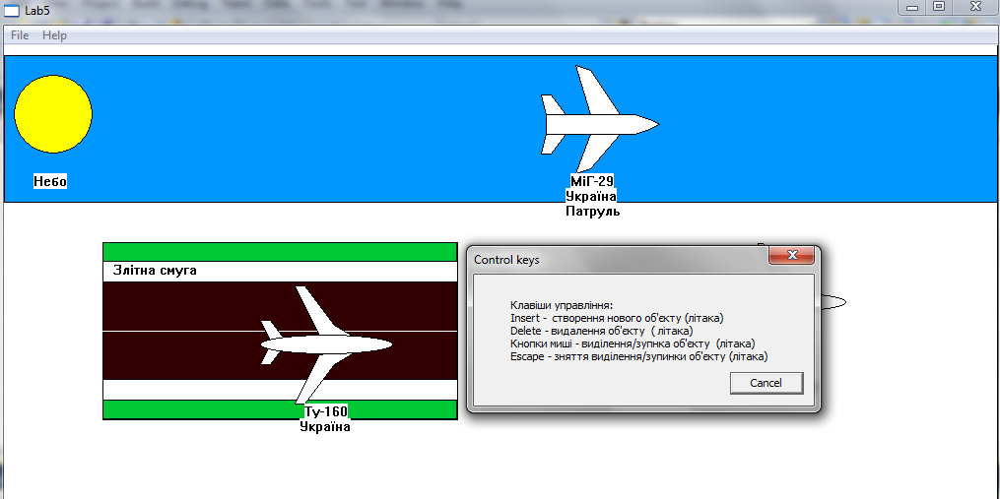 Lab5
File Help
Небо
МіГ-29
Україна
Патруль
Злітна смуга
Ту-160
Україна
Control keys
Клавіши управління:
Insert - створення нового об'єкту (літака)
Delete - видалення об'єкту ( літака)
Кнопки миші - виділення/зупнка об'єкту (літака)
Escape - зняття виділення/зупинки об'єкту (літака)
Cancel